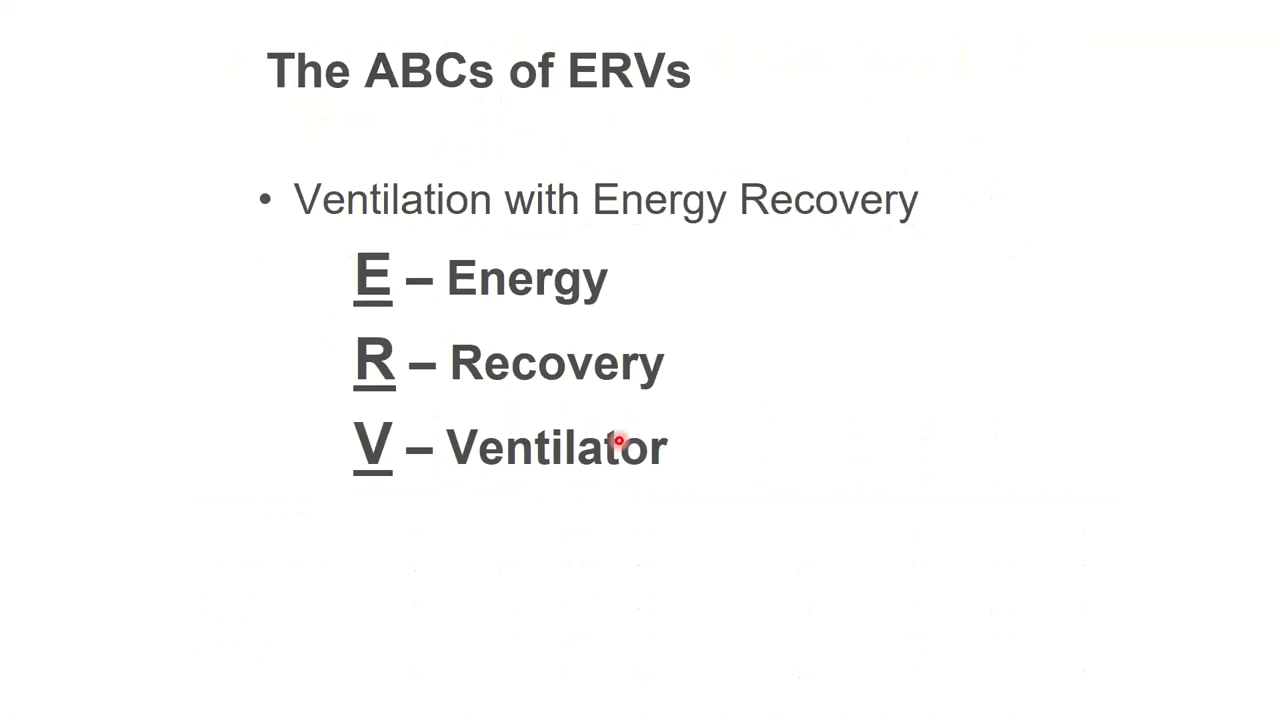 The ABCs of ERVs
• Ventilation with Energy Recovery
E – Energy
R – Recovery
V – Ventilator